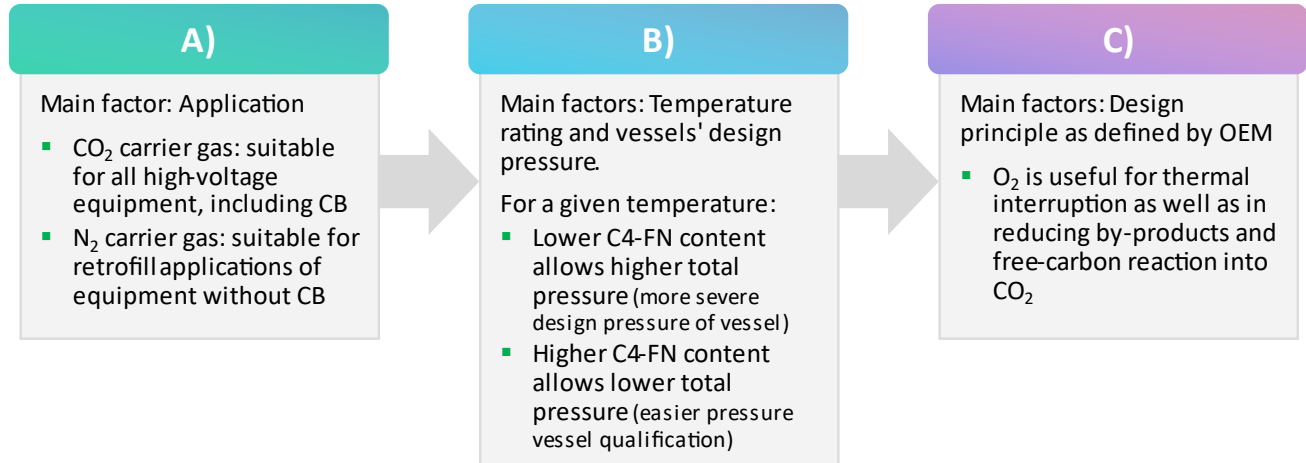 A)
Main factor: Application
▪ CO₂ carrier gas: suitable
for all high-voltage
equipment, including CB
▪ N₂ carrier gas: suitable for
retrofill applications of
equipment without CB
B)
Main factors: Temperature
rating and vessels' design
pressure.
For a given temperature:
▪ Lower C4-FN content
allows higher total
pressure (more severe
design pressure of vessel)
▪ Higher C4-FN content
allows lower total
pressure (easier pressure
vessel qualification)
C)
Main factors: Design
principle as defined by OEM
▪ O₂ is useful for thermal
interruption as well as in
reducing by-products and
free-carbon reaction into
CO₂